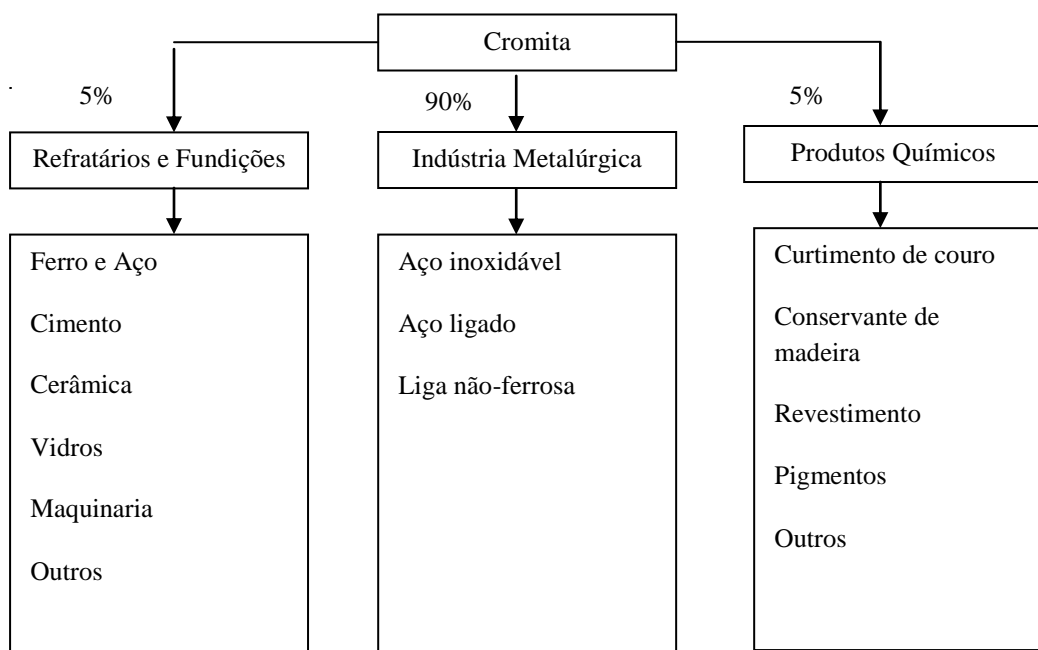 Cromita
5%
90%
5%
Refratários e Fundições
Indústria Metalúrgica
Produtos Químicos
Ferro e Aço
Cimento
Cerâmica
Vidros
Maquinaria
Outros
Aço inoxidável
Aço ligado
Liga não-ferrosa
Curtimento de couro
Conservante de
madeira
Revestimento
Pigmentos
Outros